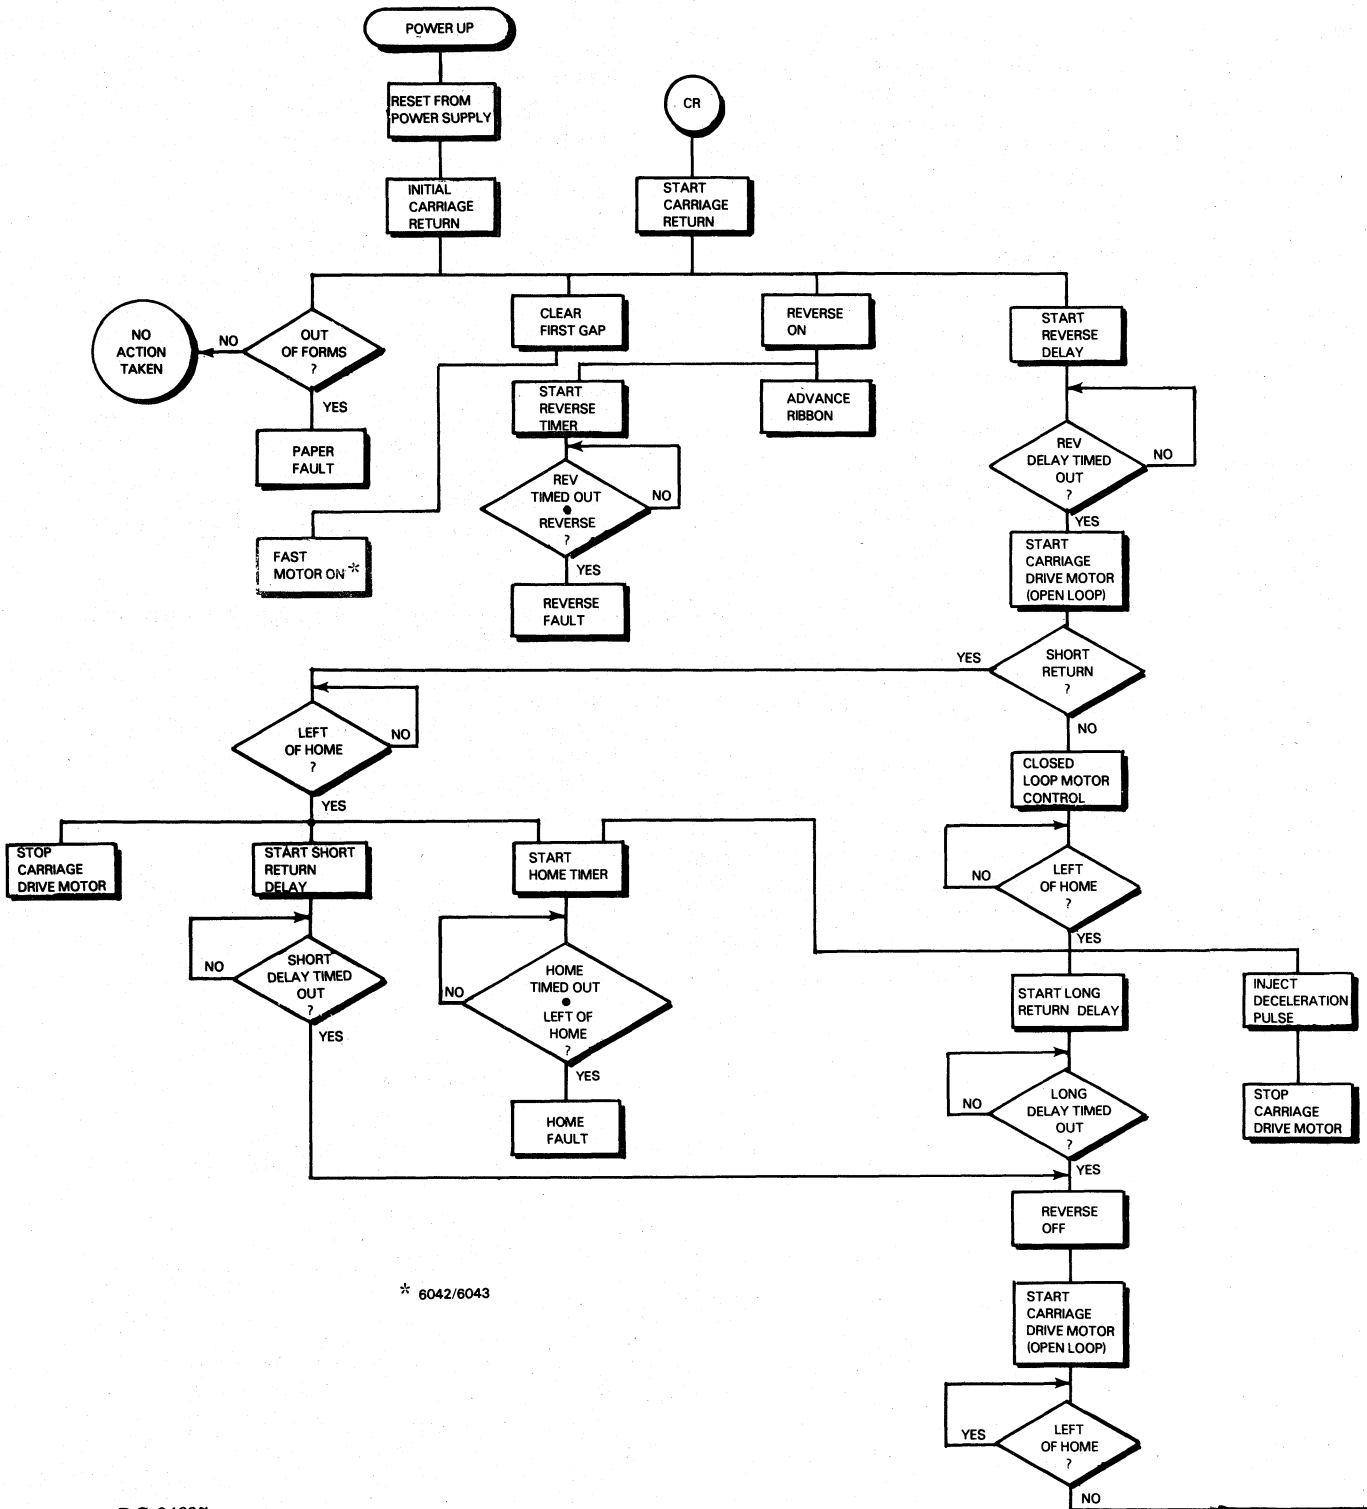 POWER UP
RESET FROM
POWER SUPPLY
CR
INITIAL
CARRIAGE
RETURN
START
CARRIAGE
RETURN
NO
ACTION
TAKEN
NO
OUT
OF FORMS
?
YES
PAPER
FAULT
CLEAR
FIRST GAP
REVERSE
ON
START
REVERSE
DELAY
START
REVERSE
TIMER
ADVANCE
RIBBON
REV
TIMED OUT
•
REVERSE
?
NO
YES
REV
DELAY TIMED
OUT
?
NO
YES
FAST
MOTOR ON *
REVERSE
FAULT
START
CARRIAGE
DRIVE MOTOR
(OPEN LOOP)
YES
SHORT
RETURN
?
NO
LEFT
OF HOME
?
NO
YES
CLOSED
LOOP MOTOR
CONTROL
STOP
CARRIAGE
DRIVE MOTOR
START SHORT
RETURN
DELAY
START
HOME TIMER
NO
LEFT
OF HOME
?
YES
NO
SHORT
DELAY TIMED
OUT
?
YES
NO
HOME
TIMED OUT
•
LEFT OF
HOME
?
YES
START LONG
RETURN DELAY
INJECT
DECELERATION
PULSE
HOME
FAULT
NO
LONG
DELAY TIMED
OUT
?
YES
STOP
CARRIAGE
DRIVE MOTOR
REVERSE
OFF
* 6042/6043
START
CARRIAGE
DRIVE MOTOR
(OPEN LOOP)
YES
LEFT
OF HOME
?
NO